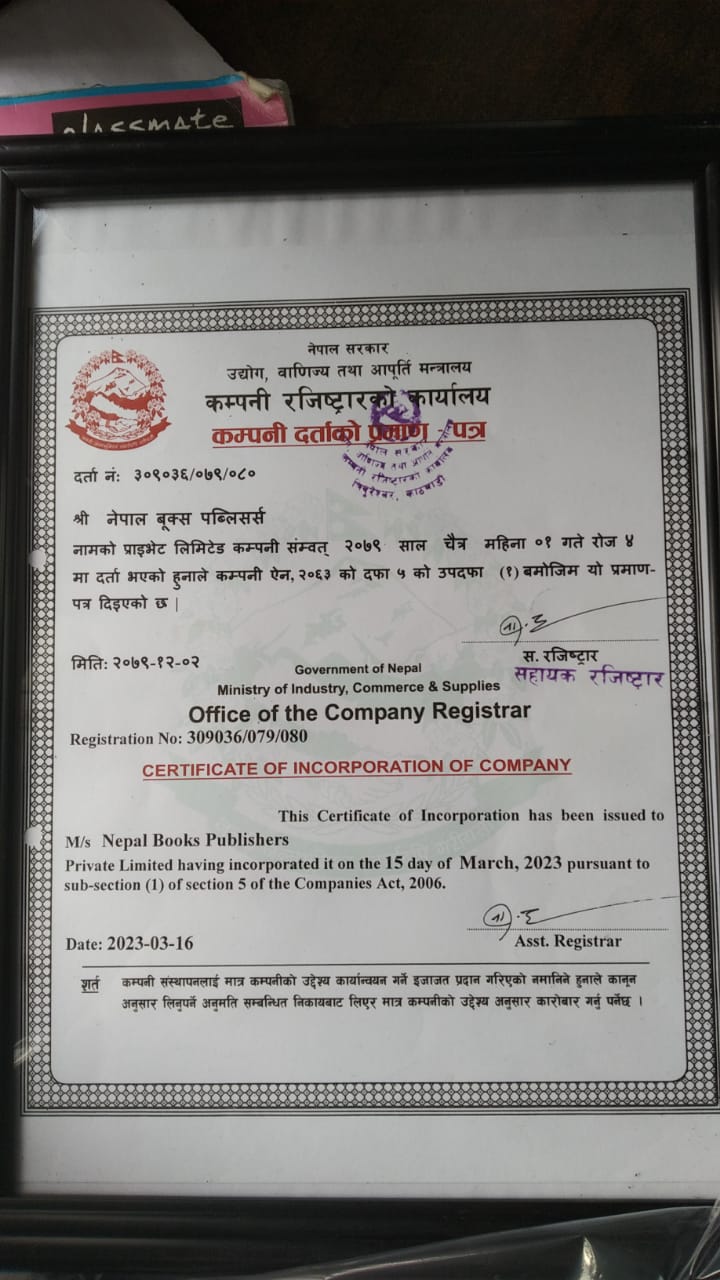 classmate
नेपाल सरकार
उद्योग, वाणिज्य तथा आपूर्ति मन्त्रालय
कम्पनी रजिष्ट्रारको कार्यालय
कम्पनी दर्ताको प्रमाण - पत्र
दर्ता नं: ३०९०३६/०७९/०८०
श्री नेपाल बूक्स पब्लिसर्स
नामको प्राइभेट लिमिटेड कम्पनी संम्वत् २०७९ साल चैत्र महिना ०१ गते रोज ४
मा दर्ता भएको हुनाले कम्पनी ऐन,२०६३ को दफा ५ को उपदफा (१) बमोजिम यो प्रमाण-
पत्र दिइएको छ |
स. रजिष्ट्रार
सहायक रजिष्ट्रार
मिति: २०७९-१२-०२
Government of Nepal
Ministry of Industry, Commerce & Supplies
Office of the Company Registrar
Registration No: 309036/079/080
CERTIFICATE OF INCORPORATION OF COMPANY
This Certificate of Incorporation has been issued to
M/s Nepal Books Publishers
Private Limited having incorporated it on the 15 day of March, 2023 pursuant to
sub-section (1) of section 5 of the Companies Act, 2006.
Date: 2023-03-16
Asst. Registrar
शर्त कम्पनी संस्थापनलाई मात्र कम्पनीको उद्देश्य कार्यान्वयन गर्ने इजाजत प्रदान गरिएको नमानिने हुनाले कानून
अनुसार लिनुपर्ने अनुमति सम्बन्धित निकायबाट लिएर मात्र कम्पनीको उद्देश्य अनुसार कारोबार गर्नु पर्नेछ ।